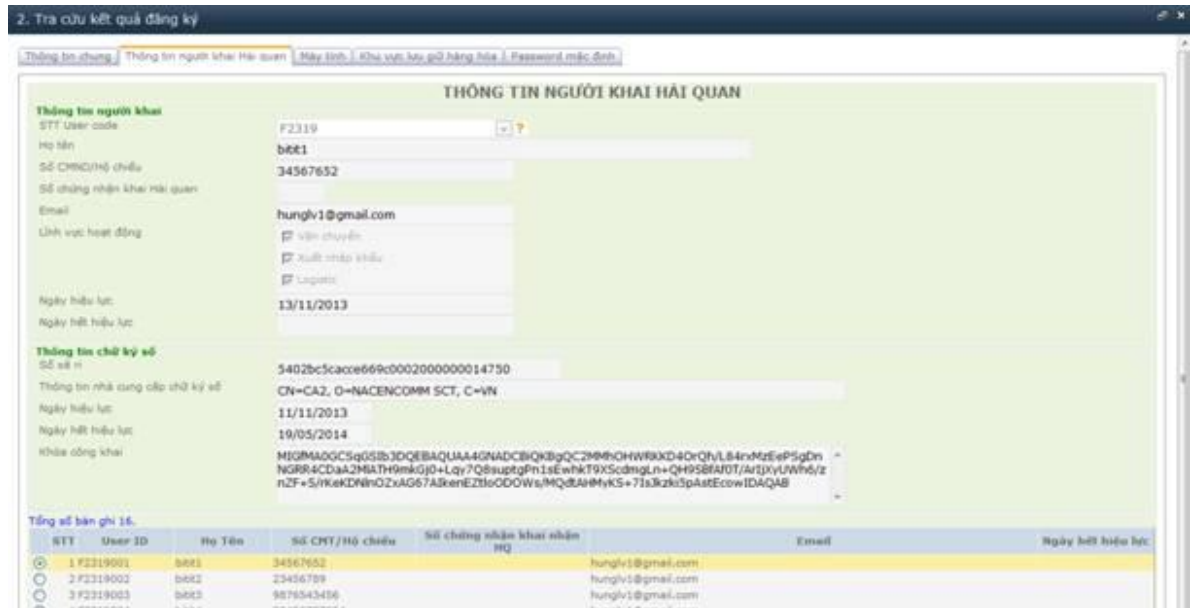 2. Tra cứu kết quả đăng ký
Thông tin chung Thông tin người khai Hải quan Máy tính Khu vực lưu giữ hàng hóa Password mặc định
THÔNG TIN NGƯỜI KHAI HẢI QUAN
Thông tin người khai
STT User code F2319 ?
Họ tên bibit1
Số CMND/Hộ chiếu 34567652
Số chứng nhận khai Hải quan
Email hunglv1@gmail.com
Lĩnh vực hoạt động Vận chuyển
Xuất nhập khẩu
Logistic
Ngày hiệu lực 13/11/2013
Ngày hết hiệu lực
Thông tin chữ ký số
Số sê ri 5402bc5cacce669c0002000000014750
Thông tin nhà cung cấp chữ ký số CN=CA2, O=NACENCOMM SCT, C=VN
Ngày hiệu lực 11/11/2013
Ngày hết hiệu lực 19/05/2014
Khóa công khai
Tổng số bản ghi 16.
STT User ID Họ Tên Số CMT/Hộ chiếu Số chứng nhận khai nhận HQ Email Ngày hết hiệu lực
1 F2319001 bibit1 34567652 hunglv1@gmail.com
2 F2319002 bibit2 23456789 hunglv1@gmail.com
3 F2319003 bibit3 9876543456 hunglv1@gmail.com